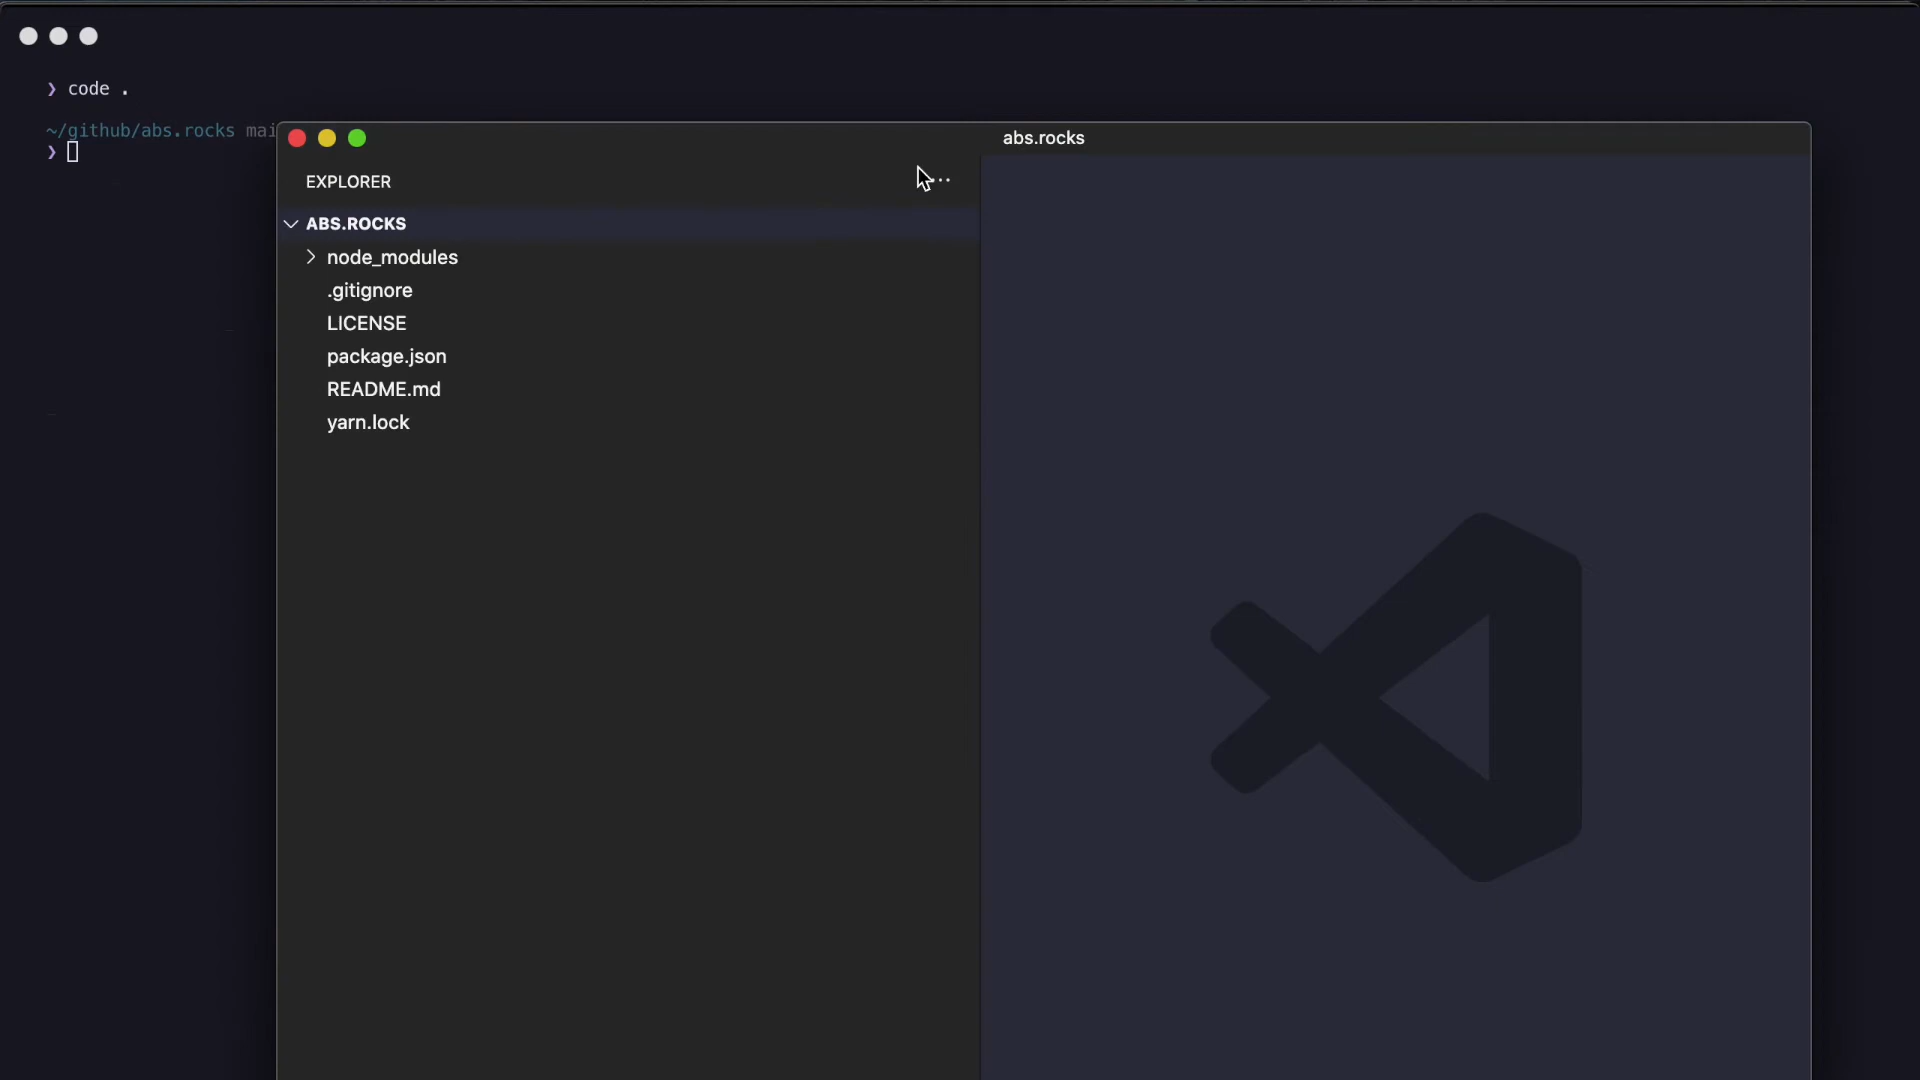 ❯ code .
~/github/abs.rocks mai
❯
abs.rocks
EXPLORER
ABS.ROCKS
node_modules
.gitignore
LICENSE
package.json
README.md
yarn.lock